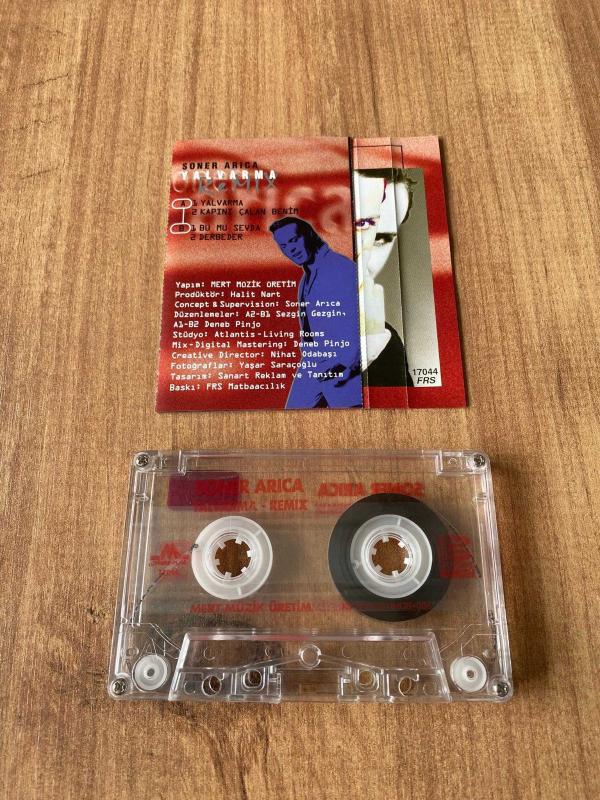 SONER ARICA
YALVARMA
ReMIX
arıca
A 1 YALVARMA
2 KAPINI ÇALAN BENİM
B 1 BU MU SEVDA
2 DERBEDER
Yapım: MERT MÜZİK ÜRETİM
Prodüktör: Halit Nart
Concept & Supervision: Soner Arıca
Düzenlemeler: A2-B1 Sezgin Gezgin,
A1-B2 Deneb Pinjo
Stüdyo: Atlantis-Living Rooms
Mix-Digital Mastering: Deneb Pinjo
Creative Director: Nihat Odabaşı
Fotoğraflar: Yaşar Saraçoğlu
Tasarım: Sanart Reklam ve Tanıtım
Baskı: FRS Matbaacılık
17044
FRS
SONER ARICA
YALVARMA - REMIX
MERT MÜZİK ÜRETİM